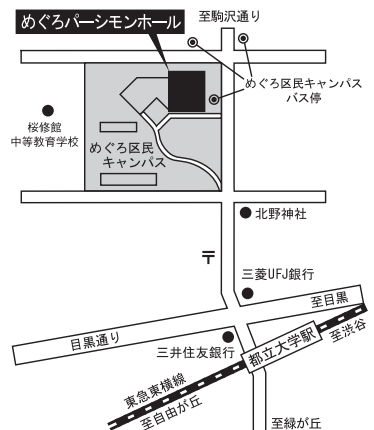 めぐろパーシモンホール
至駒沢通り
めぐろ区民キャンパス
バス停
桜修館
中等教育学校
めぐろ区民
キャンパス
北野神社
〒
三菱UFJ銀行
至目黒
目黒通り
三井住友銀行
都立大学駅
至渋谷
東急東横線
至自由が丘
至緑が丘